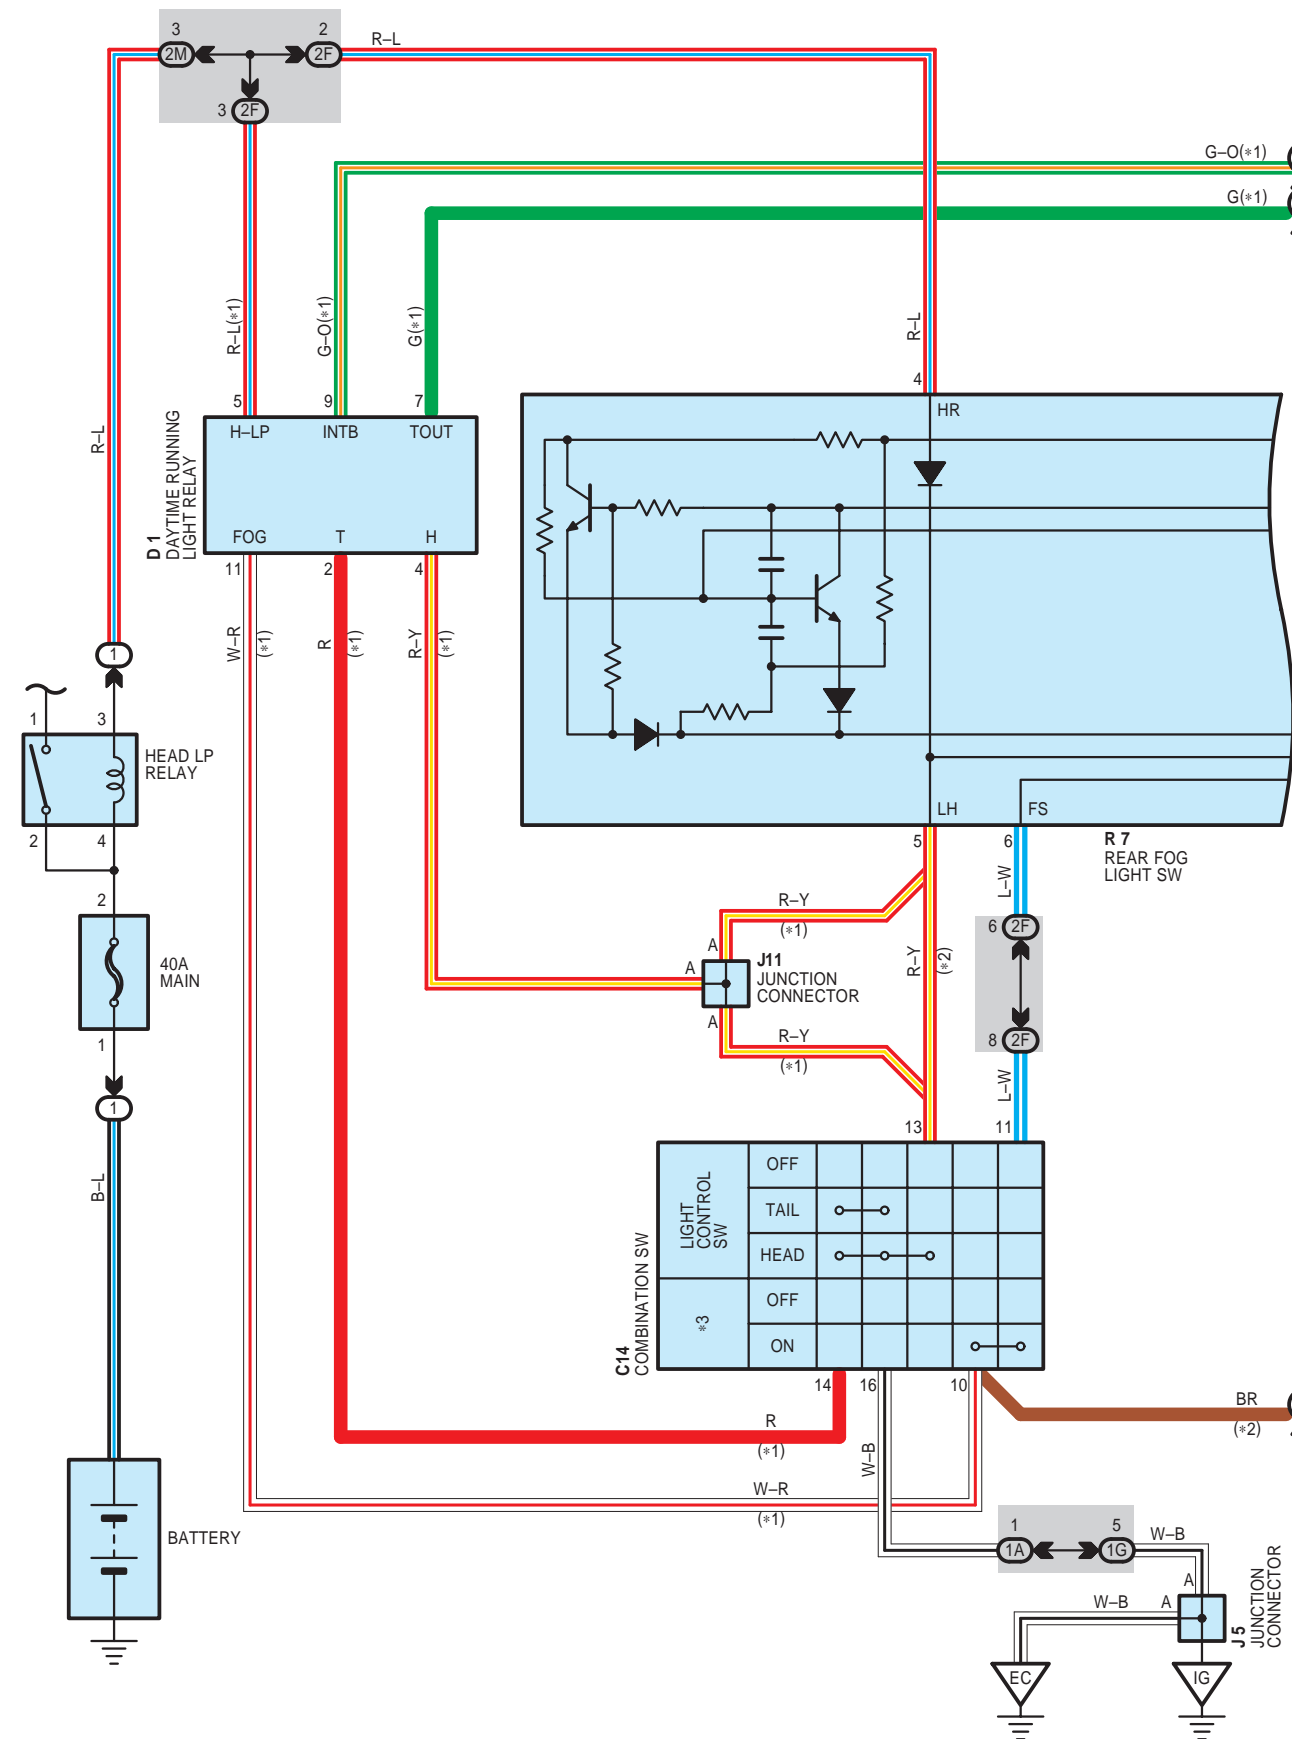 3
2
2M
2F
R–L
3
2F
G–O(∗1)
G(∗1)
R–L(∗1)
G–O(∗1)
G(∗1)
R–L
R–L
5
9
7
4
H–LP
INTB
TOUT
HR
D 1
DAYTIME RUNNING
LIGHT RELAY
FOG
T
H
11
2
4
W–R
(∗1)
R
(∗1)
R–Y
(∗1)
1
1
3
HEAD LP
RELAY
2
4
LH
FS
5
6
R 7
REAR FOG
LIGHT SW
2
L–W
R–Y
(∗1)
6
2F
40A
MAIN
A
J11
JUNCTION
CONNECTOR
A
A
R–Y
(∗2)
R–Y
(∗1)
8
2F
1
1
L–W
13
11
B–L
C14
COMBINATION SW
LIGHT
CONTROL
SW
OFF
TAIL
HEAD
∗3
OFF
ON
14
16
10
BR
(∗2)
R
(∗1)
W–B
W–R
(∗1)
BATTERY
1
5
1A
1G
W–B
A
W–B
A
J 5
JUNCTION
CONNECTOR
EC
IG